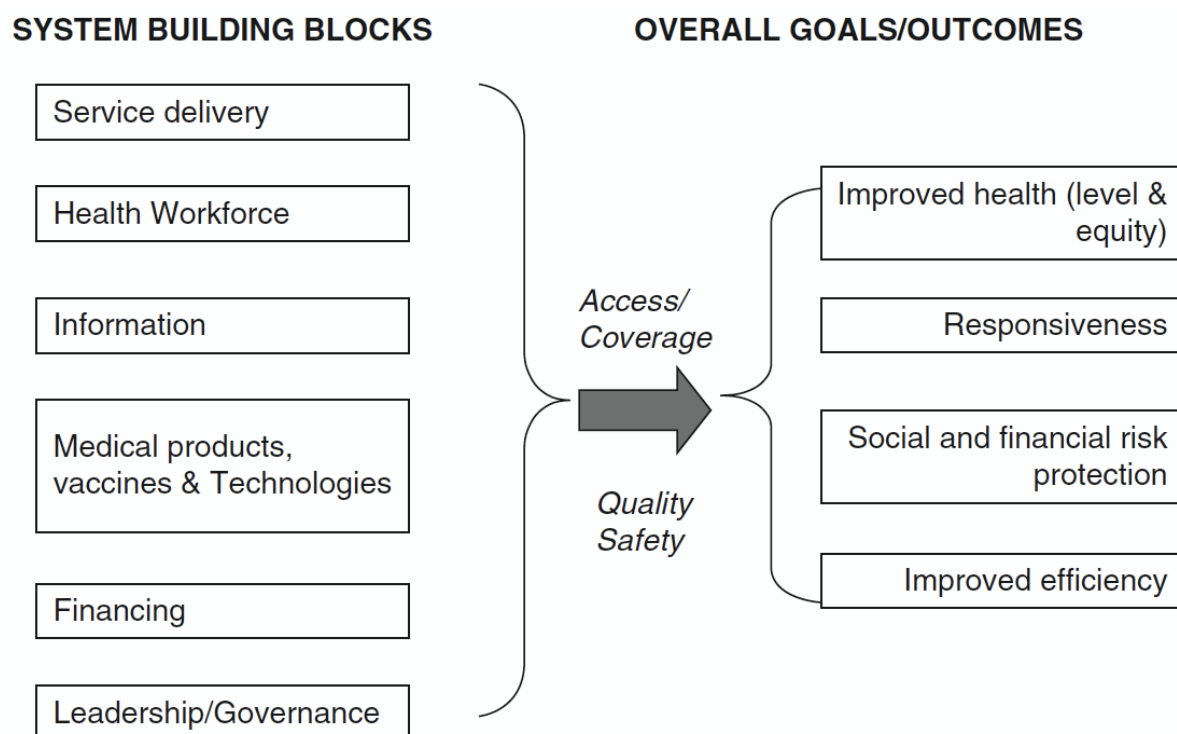 SYSTEM BUILDING BLOCKS
OVERALL GOALS/OUTCOMES
Service delivery
Health Workforce
Information
Medical products,
vaccines & Technologies
Financing
Leadership/Governance
Access/
Coverage
Quality
Safety
Improved health (level &
equity)
Responsiveness
Social and financial risk
protection
Improved efficiency